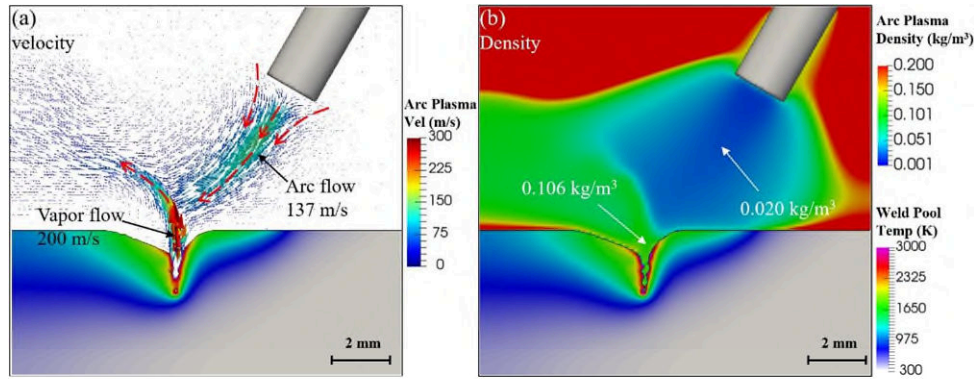 (a)
velocity
Arc flow
137 m/s
Vapor flow
200 m/s
2 mm
Arc Plasma
Vel (m/s)
300
225
150
75
0
(b)
Density
0.106 kg/m³
0.020 kg/m³
2 mm
Arc Plasma
Density (kg/m³)
0.200
0.101
0.051
0.001
Weld Pool
Temp (K)
3000
2325
1650
975
300